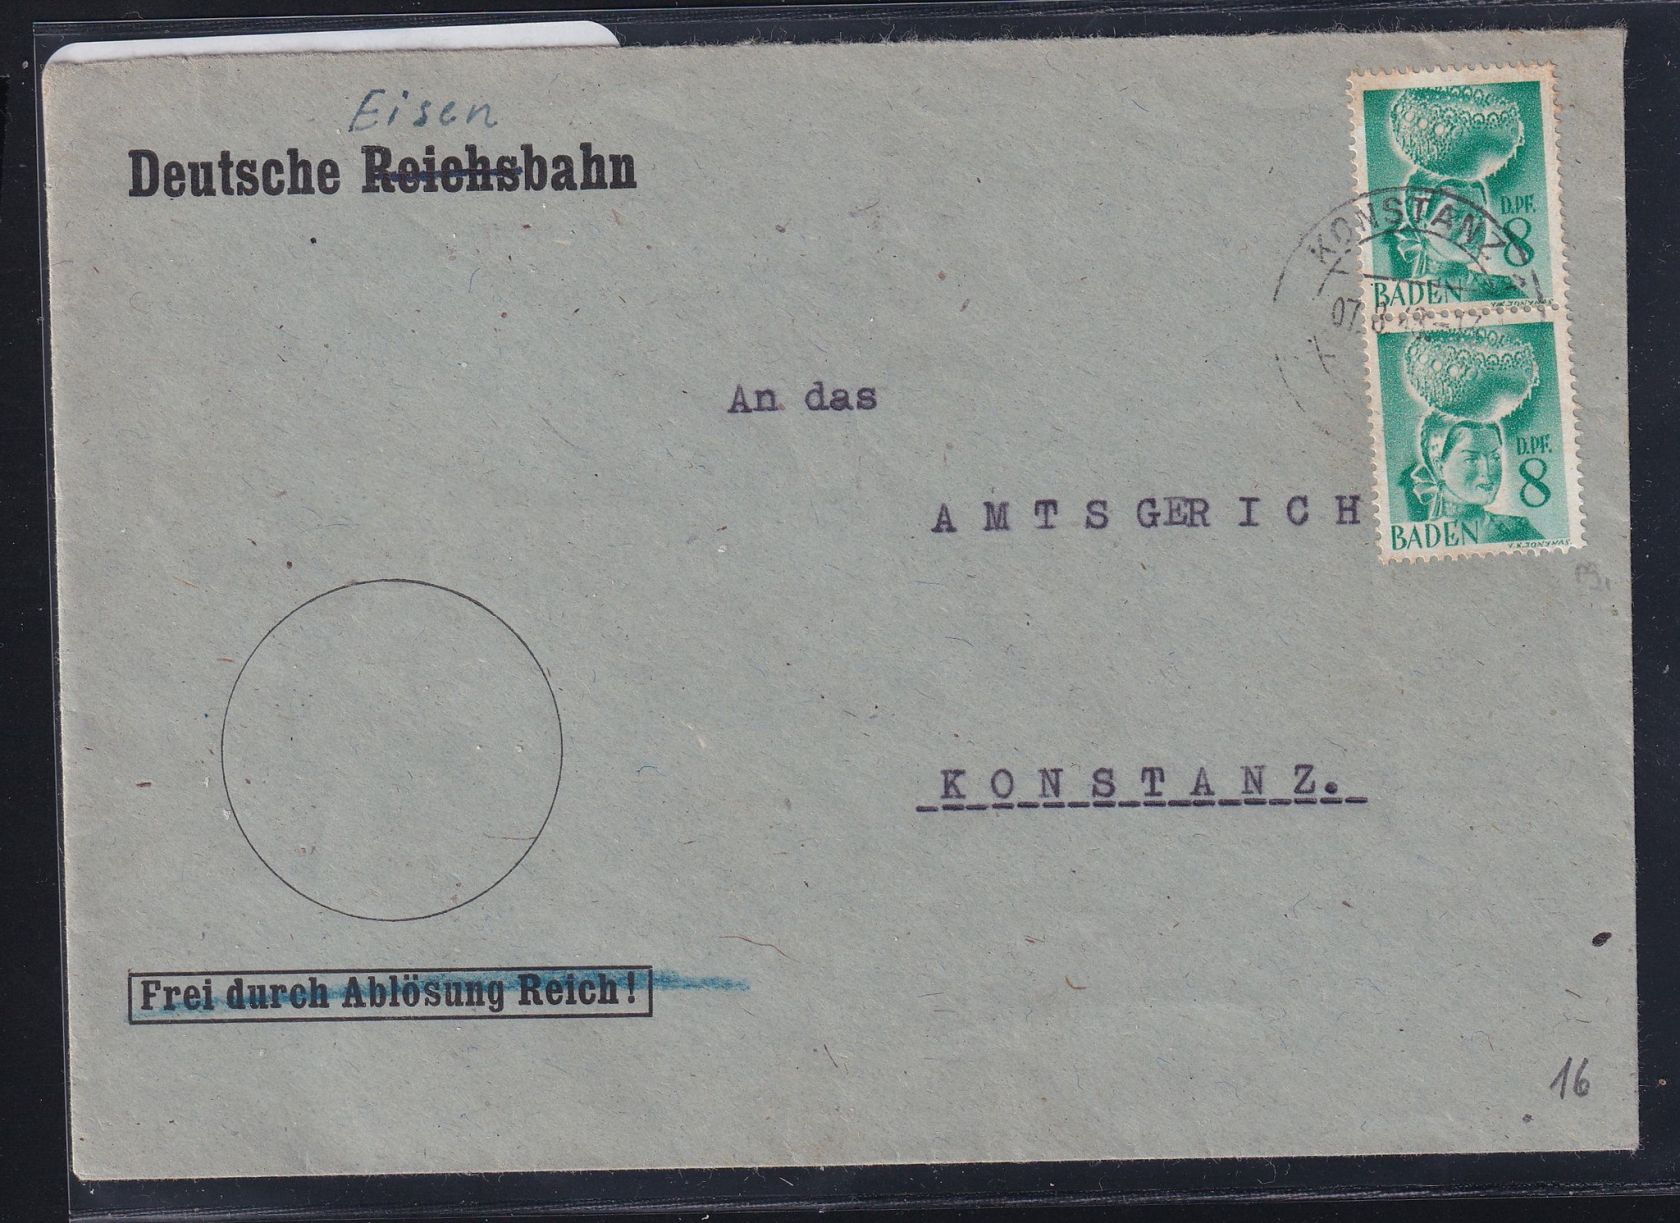 Eisen
Deutsche Reichsbahn
D.PF.
8
BADEN
KONSTANZ
D.PF.
8
BADEN
An das
AMTSGERICH
KONSTANZ.
Frei durch Ablösung Reich!
16